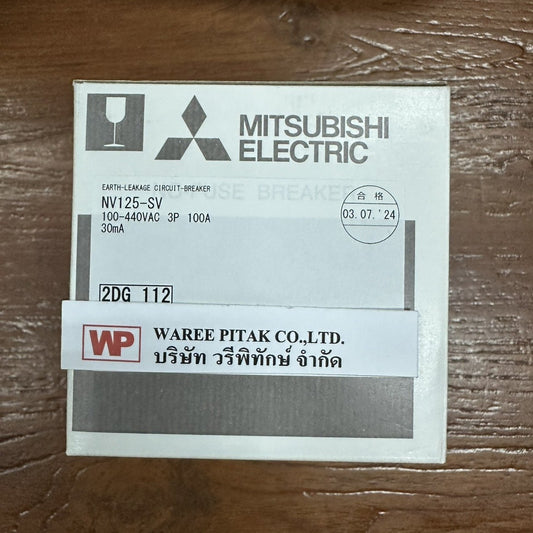 MITSUBISHI
ELECTRIC
EARTH-LEAKAGE CIRCUIT-BREAKER
NV125-SV
100-440VAC 3P 100A
30mA
USE BREAKER
合格
03.07.'24
2DG 112
WP
WAREE PITAK CO.,LTD.
บริษัท วรีพิทักษ์ จำกัด